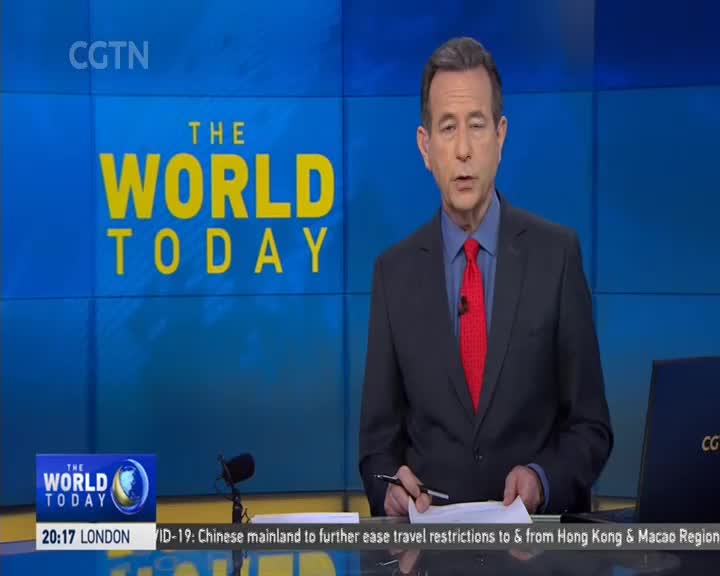 CGTN
THE
WORLD
TODAY
THE
WORLD
TODAY
CG
20:17 LONDON
VID-19: Chinese mainland to further ease travel restrictions to & from Hong Kong & Macao Region